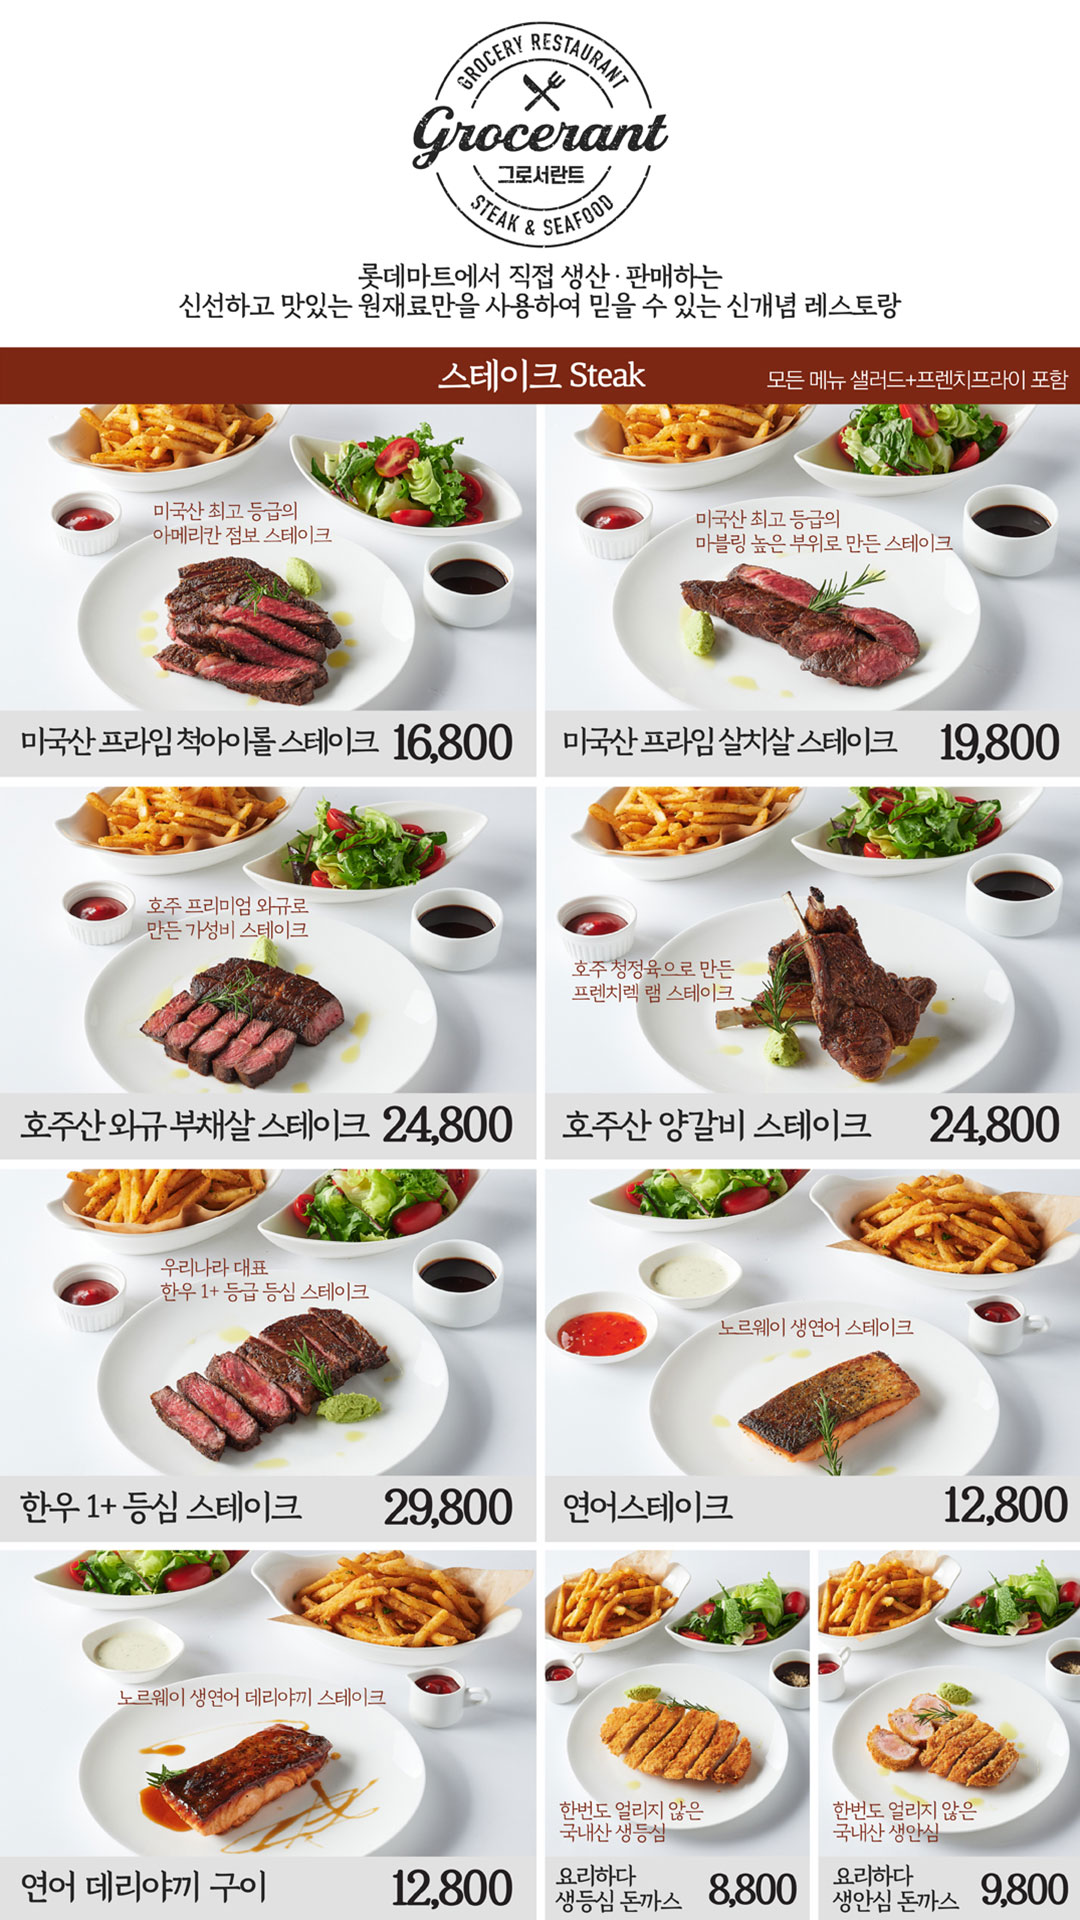 GROCERY RESTAURANT
Grocerant
그로서란트
STEAK & SEAFOOD
롯데마트에서 직접 생산·판매하는
신선하고 맛있는 원재료만을 사용하여 믿을 수 있는 신개념 레스토랑
스테이크 Steak
모든 메뉴 샐러드+프렌치프라이 포함
미국산 최고 등급의
아메리칸 점보 스테이크
미국산 프라임 척아이롤 스테이크 16,800
미국산 최고 등급의
마블링 높은 부위로 만든 스테이크
미국산 프라임 살치살 스테이크 19,800
호주 프리미엄 와규로
만든 가성비 스테이크
호주산 와규 부채살 스테이크 24,800
호주 청정육으로 만든
프렌치렉 램 스테이크
호주산 양갈비 스테이크 24,800
우리나라 대표
한우 1+ 등급 등심 스테이크
한우 1+ 등심 스테이크 29,800
노르웨이 생연어 스테이크
연어스테이크 12,800
노르웨이 생연어 데리야끼 스테이크
연어 데리야끼 구이 12,800
한번도 얼리지 않은
국내산 생등심
요리하다
생등심 돈까스 8,800
한번도 얼리지 않은
국내산 생안심
요리하다
생안심 돈까스 9,800